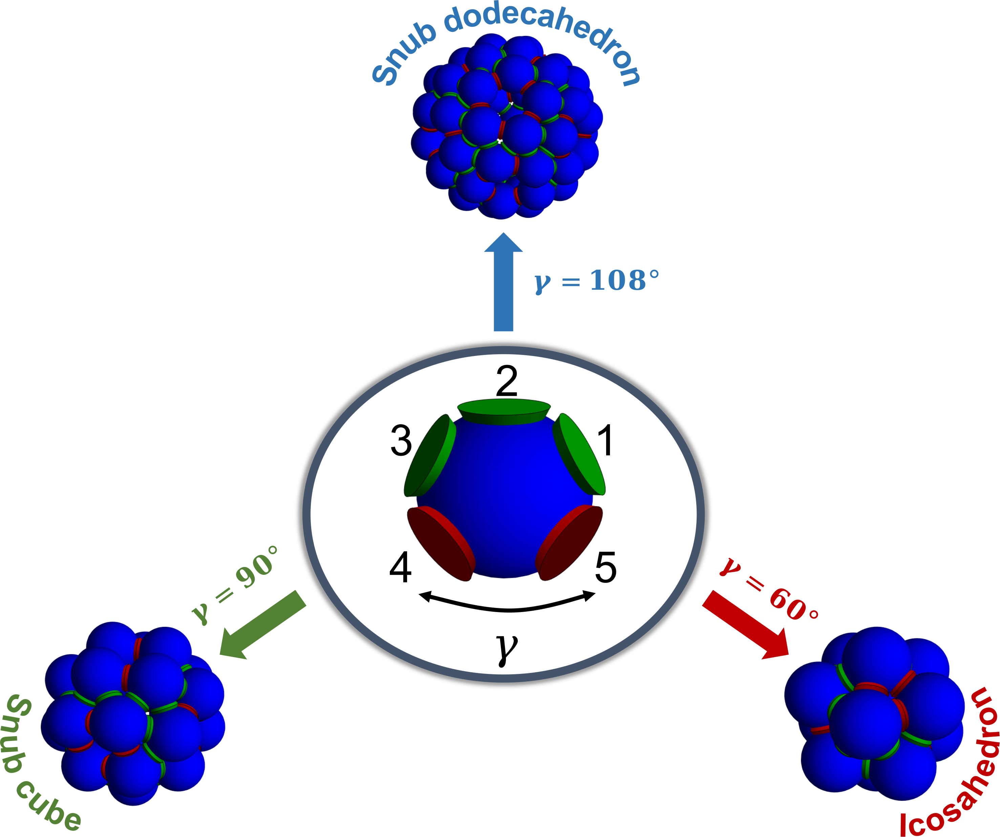 Snub dodecahedron
γ = 108°
2
3
1
4
5
γ
γ = 90°
γ = 60°
Snub cube
Icosahedron